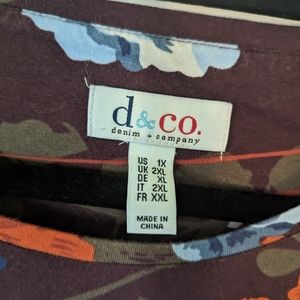 d&co.
denim + company
US 1X
UK 2XL
DE XL
IT 2XL
FR XXL
MADE IN
CHINA